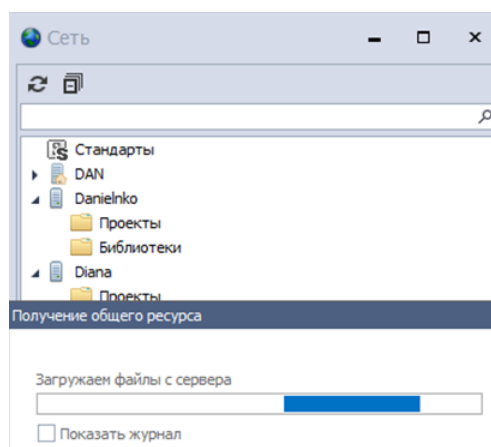 Сеть
Стандарты
DAN
Danielnko
Проекты
Библиотеки
Diana
Проекты
Получение общего ресурса
Загружаем файлы с сервера
Показать журнал